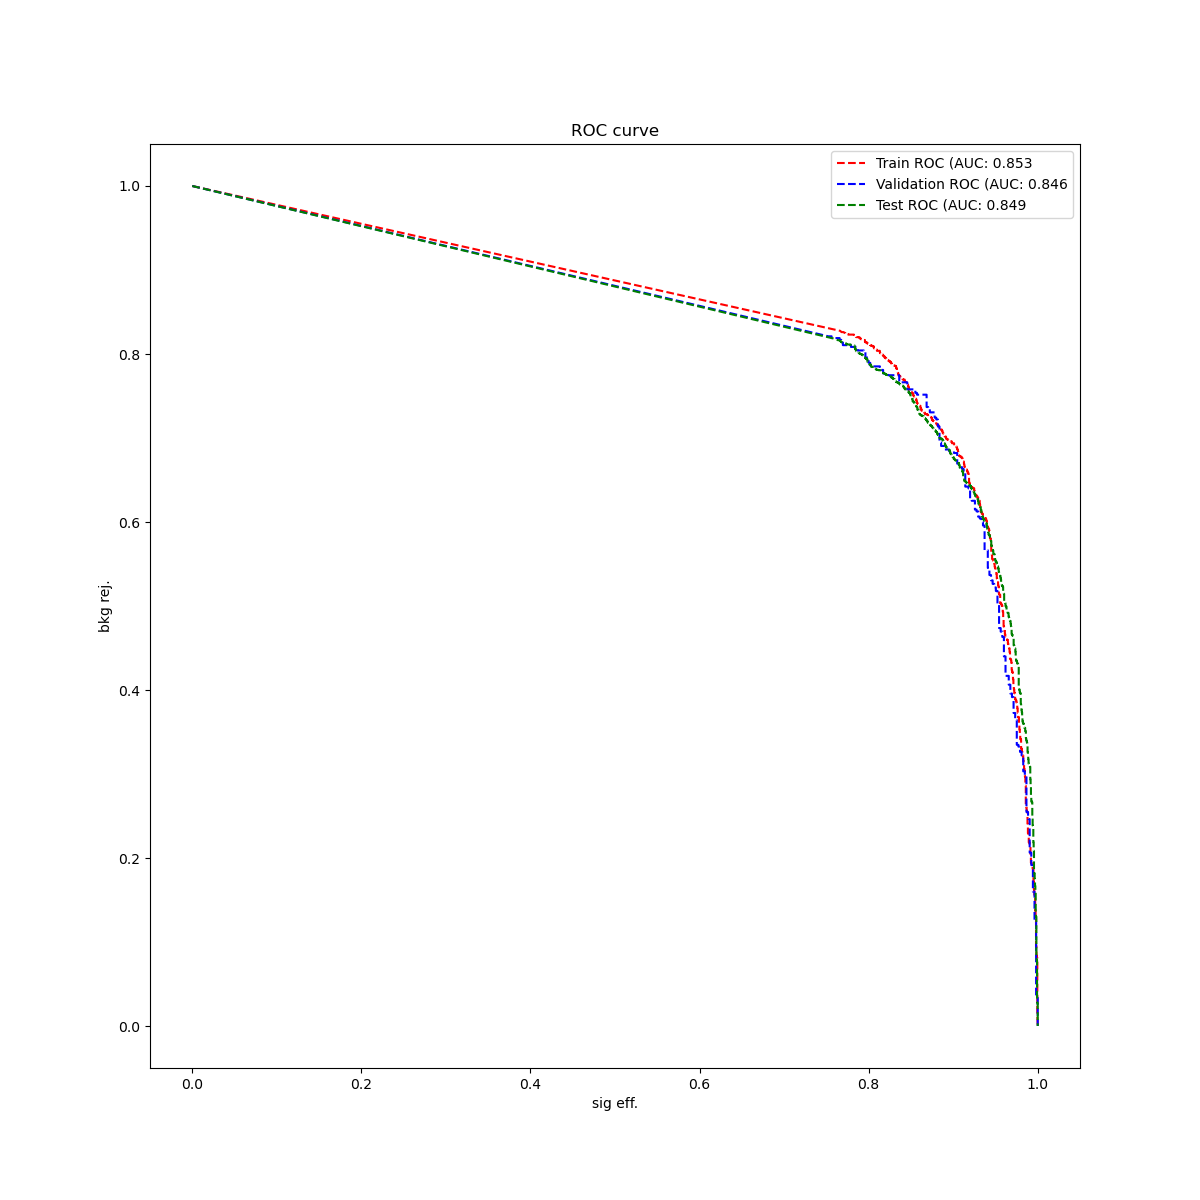 ROC curve
Train ROC (AUC: 0.853
Validation ROC (AUC: 0.846
Test ROC (AUC: 0.849
1.0
0.8
0.6
0.4
0.2
0.0
bkg rej.
0.0 0.2 0.4 0.6 0.8 1.0
sig eff.